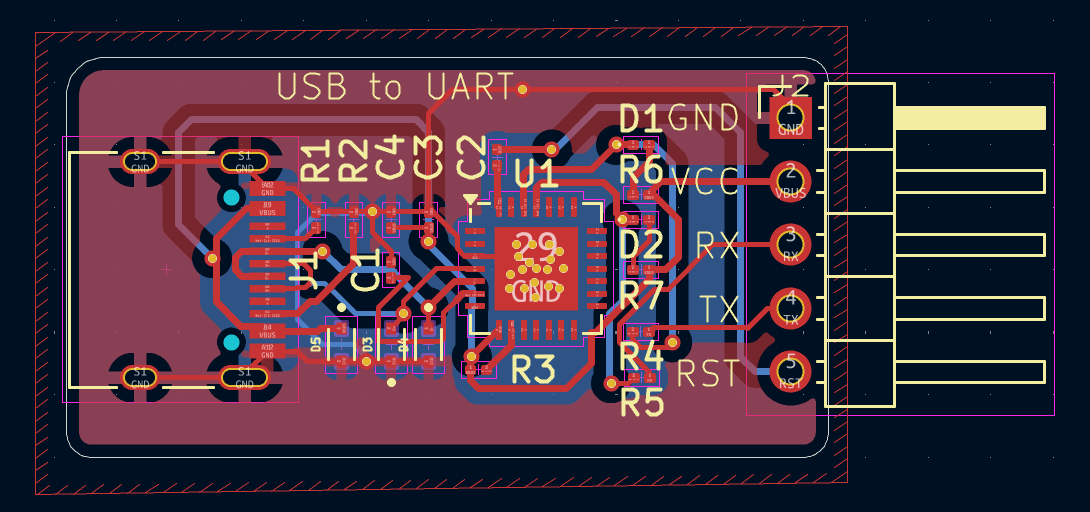 USB to UART
J2
1
GND
D1
GND
S1
GND
S1
GND
R1
R2
C4
C3
C2
U1
R6
2
VBUS
VCC
GND
B9
VBUS
29
GND
D2
RX
3
RX
J1
C1
R7
TX
4
TX
D5
D3
D4
B4
VBUS
A12
GND
R3
R4
S1
GND
S1
GND
RST
5
RST
R5